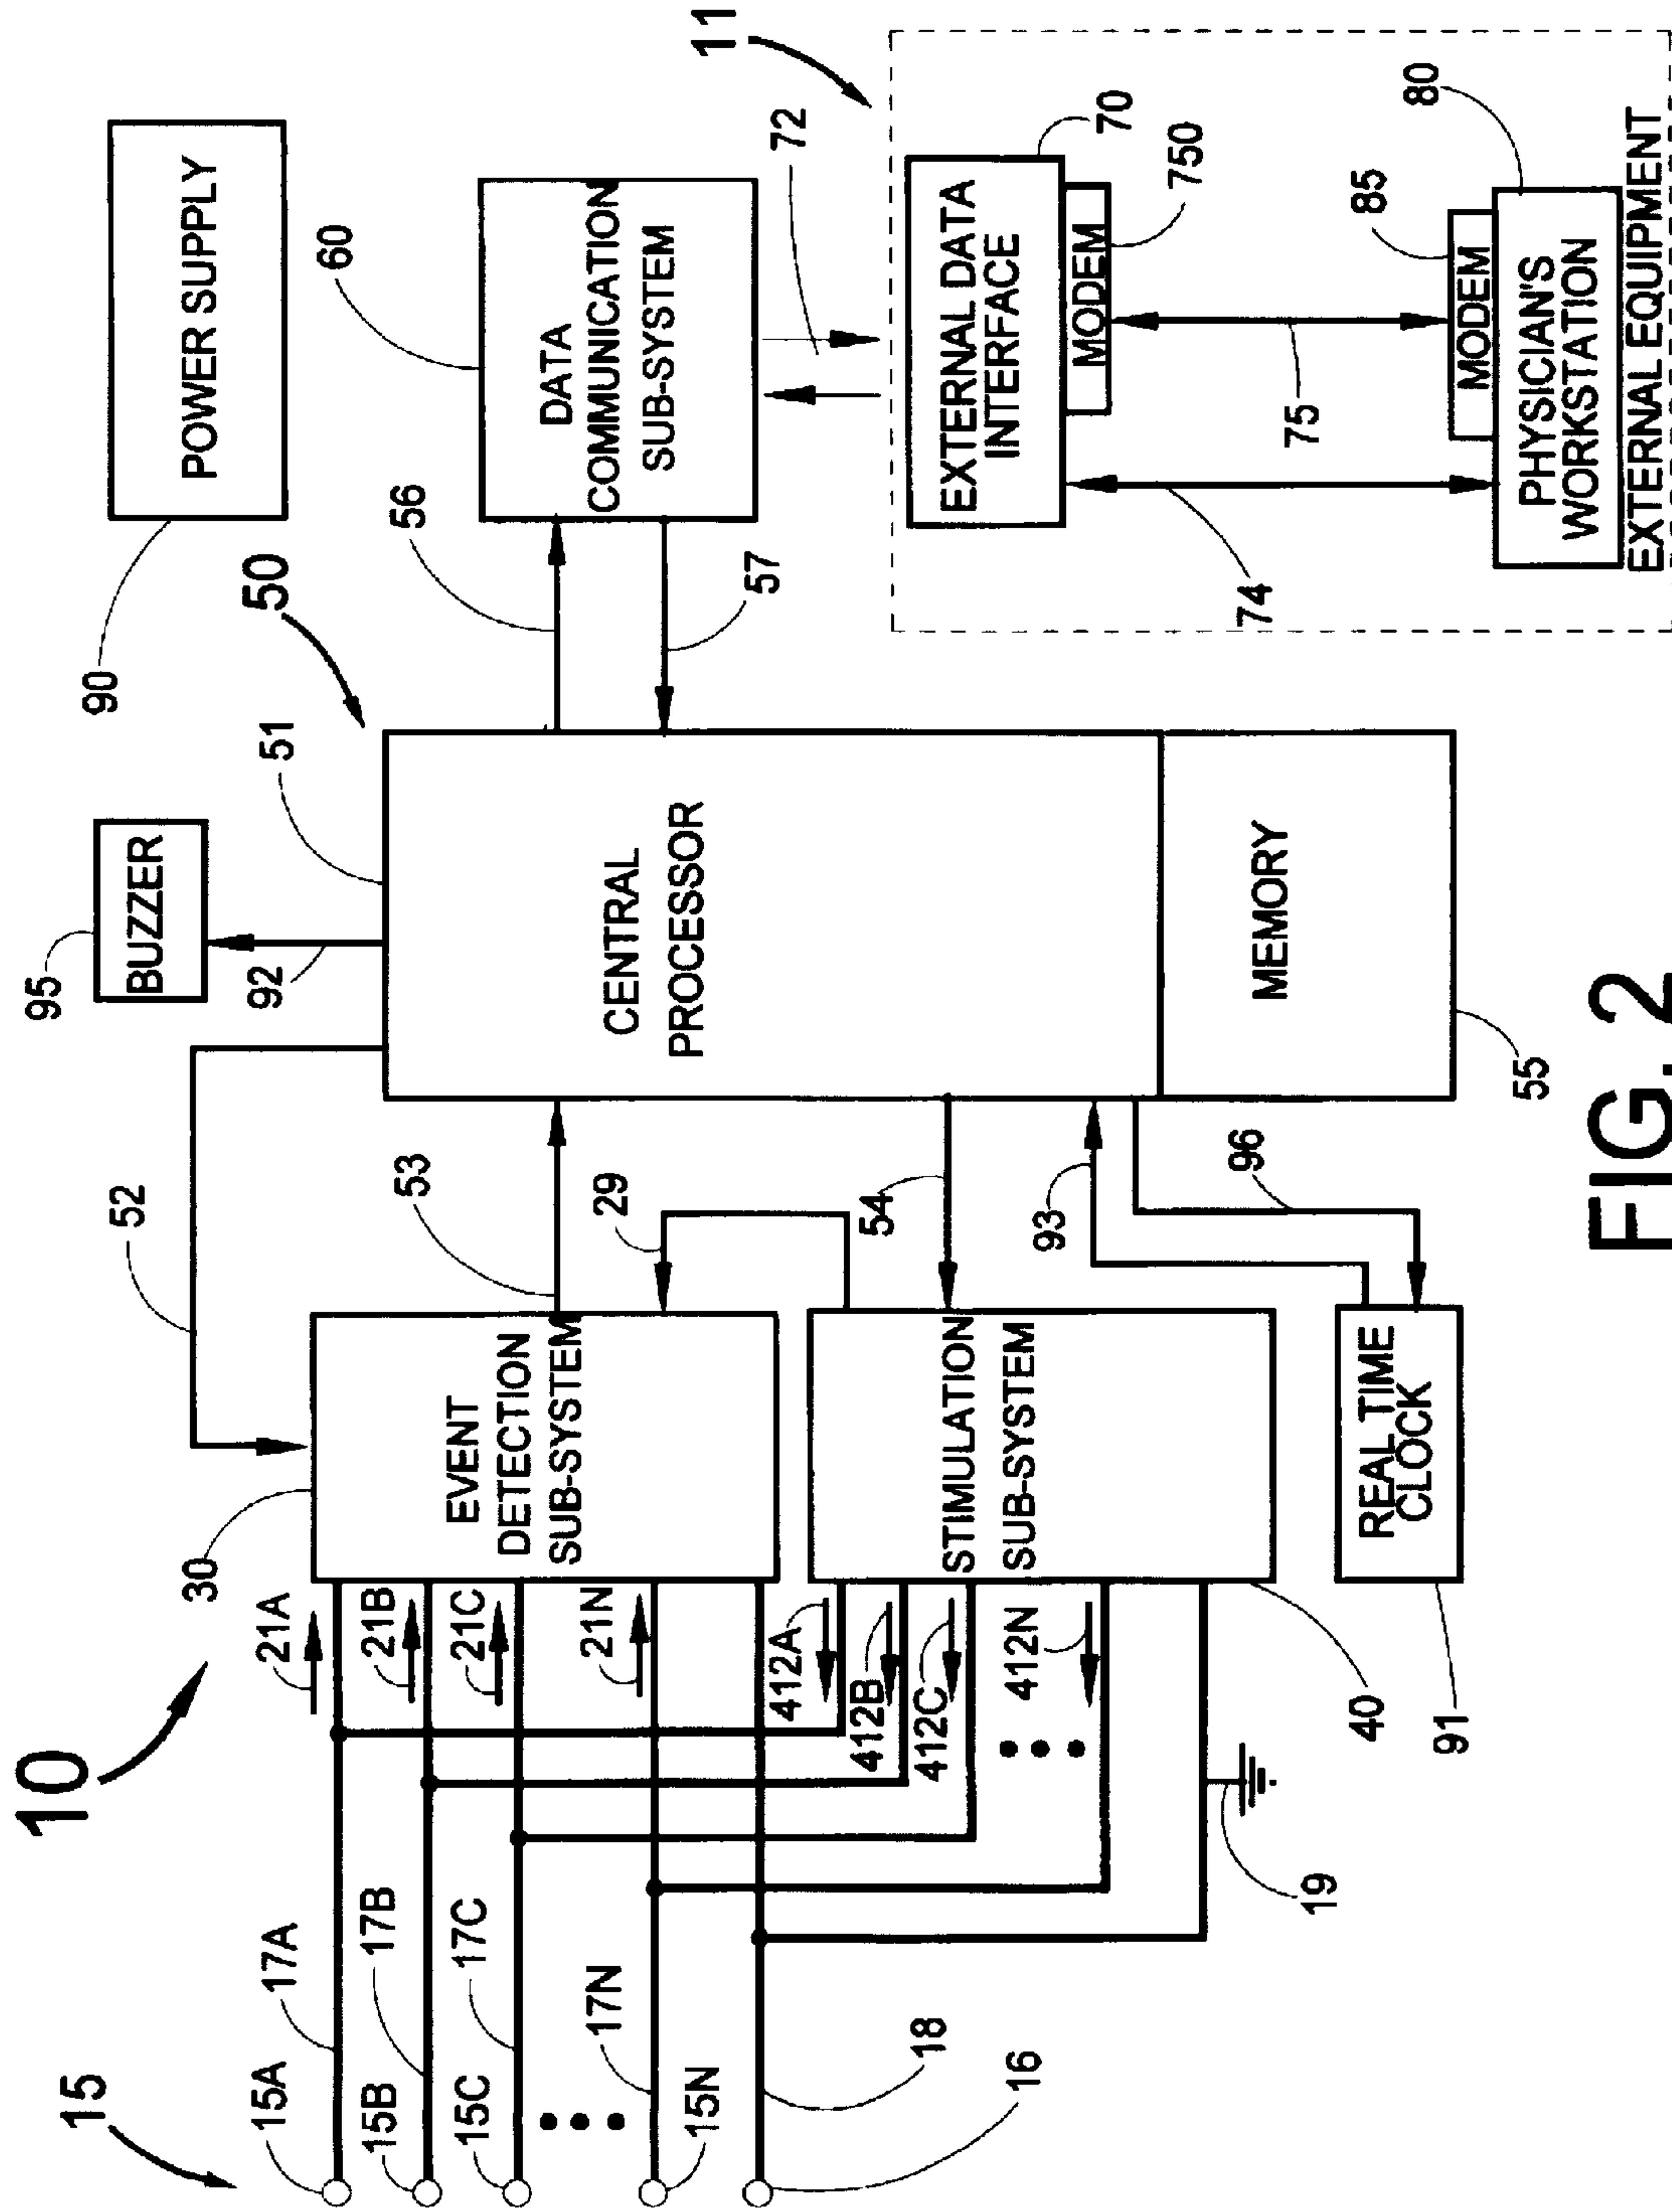 10
15
15A
17A
15B
17B
15C
17C
17N
15N
18
16
19
21A
21B
21C
21N
412A
412B
412C
412N
30
EVENT
DETECTION
SUB-SYSTEM
STIMULATION
SUB-SYSTEM
40
REAL TIME
CLOCK
91
52
53
29
54
93
96
95
BUZZER
92
51
50
CENTRAL
PROCESSOR
MEMORY
55
56
57
90
POWER SUPPLY
60
DATA
COMMUNICATION
SUB-SYSTEM
72
11
EXTERNAL DATA
INTERFACE
70
MODEM
750
74
75
85
MODEM
80
PHYSICIAN'S
WORKSTATION
EXTERNAL EQUIPMENT
FIG. 2